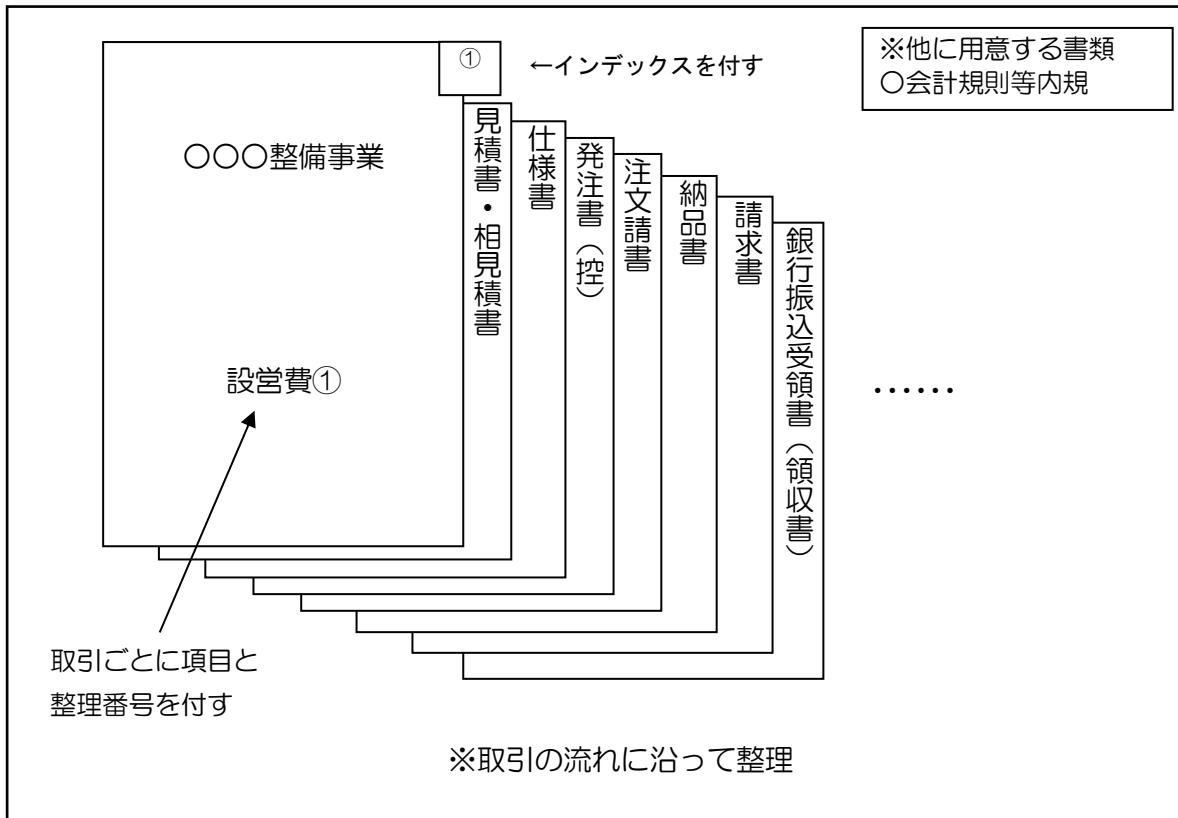 ①
←インデックスを付す
※他に用意する書類
〇会計規則等内規
〇〇〇整備事業
設営費①
見積書・相見積書
仕様書
発注書（控）
注文請書
納品書
請求書
銀行振込受領書（領収書）
……
取引ごとに項目と
整理番号を付す
※取引の流れに沿って整理